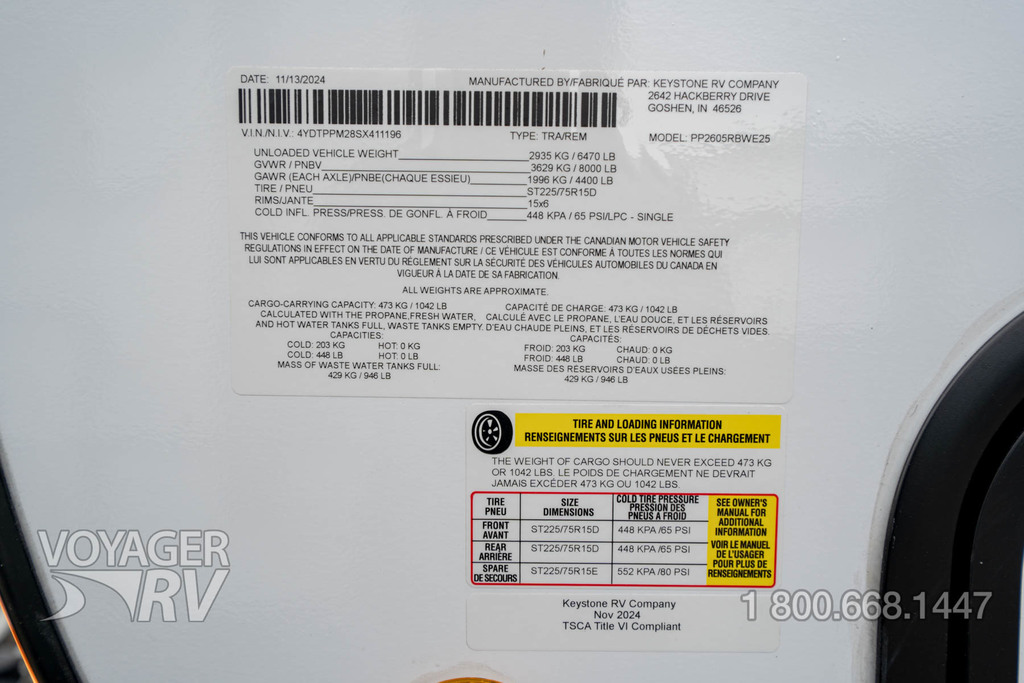 DATE: 11/13/2024
MANUFACTURED BY/FABRIQUÉ PAR: KEYSTONE RV COMPANY
2642 HACKBERRY DRIVE
GOSHEN, IN 46526
V.I.N./N.I.V.: 4YDTPPM28SX411196 TYPE: TRA/REM MODEL: PP2605RBWE25
UNLOADED VEHICLE WEIGHT 2935 KG / 6470 LB
GVWR / PNBV 3629 KG / 8000 LB
GAWR (EACH AXLE)/PNBE(CHAQUE ESSIEU) 1996 KG / 4400 LB
TIRE / PNEU ST225/75R15D
RIMS/JANTE 15x6
COLD INFL. PRESS/PRESS. DE GONFL. À FROID 448 KPA / 65 PSI/LPC - SINGLE
THIS VEHICLE CONFORMS TO ALL APPLICABLE STANDARDS PRESCRIBED UNDER THE CANADIAN MOTOR VEHICLE SAFETY
REGULATIONS IN EFFECT ON THE DATE OF MANUFACTURE / CE VÉHICULE EST CONFORME À TOUTES LES NORMES QUI
LUI SONT APPLICABLES EN VERTU DU RÉGLEMENT SUR LA SÉCURITÉ DES VÉHICULES AUTOMOBILES DU CANADA EN
VIGUEUR À LA DATE DE SA FABRICATION.
ALL WEIGHTS ARE APPROXIMATE.
CARGO-CARRYING CAPACITY: 473 KG / 1042 LB
CALCULATED WITH THE PROPANE,FRESH WATER,
AND HOT WATER TANKS FULL, WASTE TANKS EMPTY.
CAPACITIES:
COLD: 203 KG HOT: 0 KG
COLD: 448 LB HOT: 0 LB
MASS OF WASTE WATER TANKS FULL:
429 KG / 946 LB
CAPACITÉ DE CHARGE: 473 KG / 1042 LB
CALCULÉ AVEC LE PROPANE, L'EAU DOUCE, ET LES RÉSERVOIRS
D'EAU CHAUDE PLEINS, ET LES RÉSERVOIRS DE DÉCHETS VIDES.
CAPACITÉS:
FROID: 203 KG CHAUD: 0 KG
FROID: 448 LB CHAUD: 0 LB
MASSE DES RÉSERVOIRS D'EAUX USÉES PLEINS:
429 KG / 946 LB
TIRE AND LOADING INFORMATION
RENSEIGNEMENTS SUR LES PNEUS ET LE CHARGEMENT
THE WEIGHT OF CARGO SHOULD NEVER EXCEED 473 KG
OR 1042 LBS. LE POIDS DE CHARGEMENT NE DEVRAIT
JAMAIS EXCÉDER 473 KG OU 1042 LBS.
TIRE
PNEU
SIZE
DIMENSIONS
COLD TIRE PRESSURE
PRESSION DES
PNEUS A FROID
FRONT
AVANT
ST225/75R15D 448 KPA /65 PSI
REAR
ARRIÈRE
ST225/75R15D 448 KPA /65 PSI
SPARE
DE SECOURS
ST225/75R15E 552 KPA /80 PSI
SEE OWNER'S
MANUAL FOR
ADDITIONAL
INFORMATION
VOIR LE MANUEL
DE L'USAGER
POUR PLUS DE
RENSEIGNEMENTS
Keystone RV Company
Nov 2024
TSCA Title VI Compliant
VOYAGER
RV
1 800.668.1447